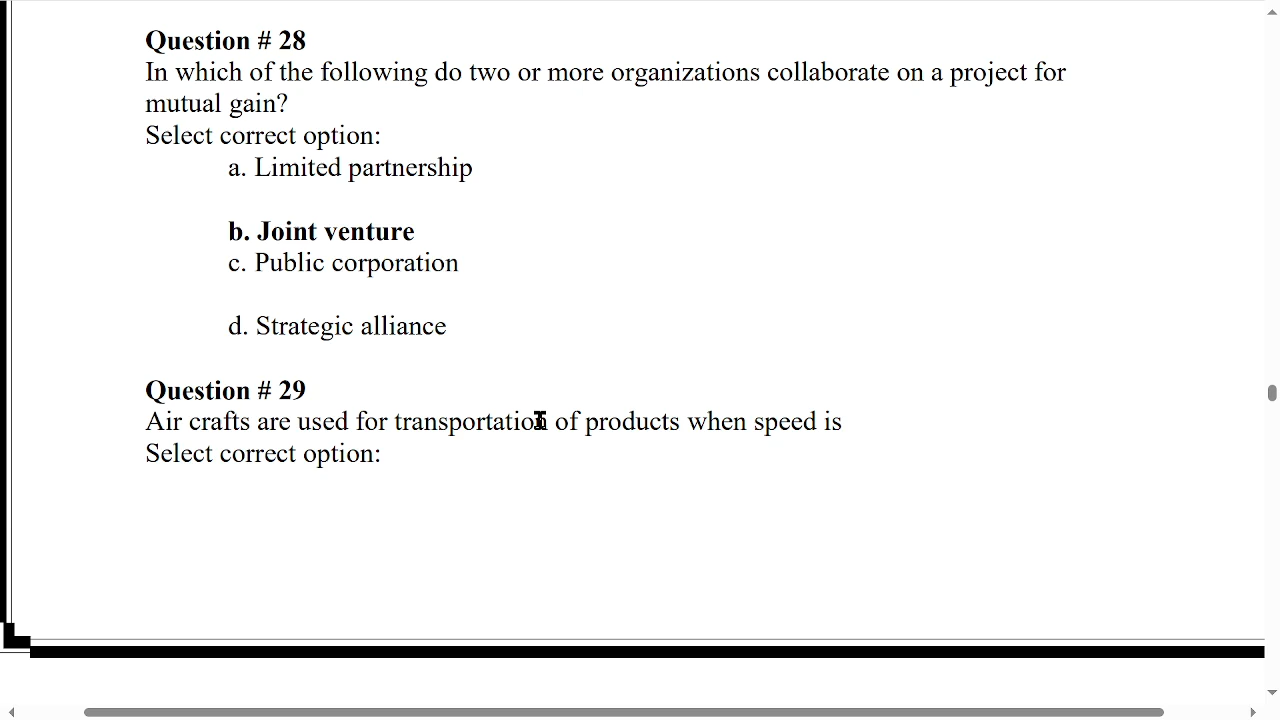 Question # 28
In which of the following do two or more organizations collaborate on a project for
mutual gain?
Select correct option:
a. Limited partnership
b. Joint venture
c. Public corporation
d. Strategic alliance
Question # 29
Air crafts are used for transportation of products when speed is
Select correct option: